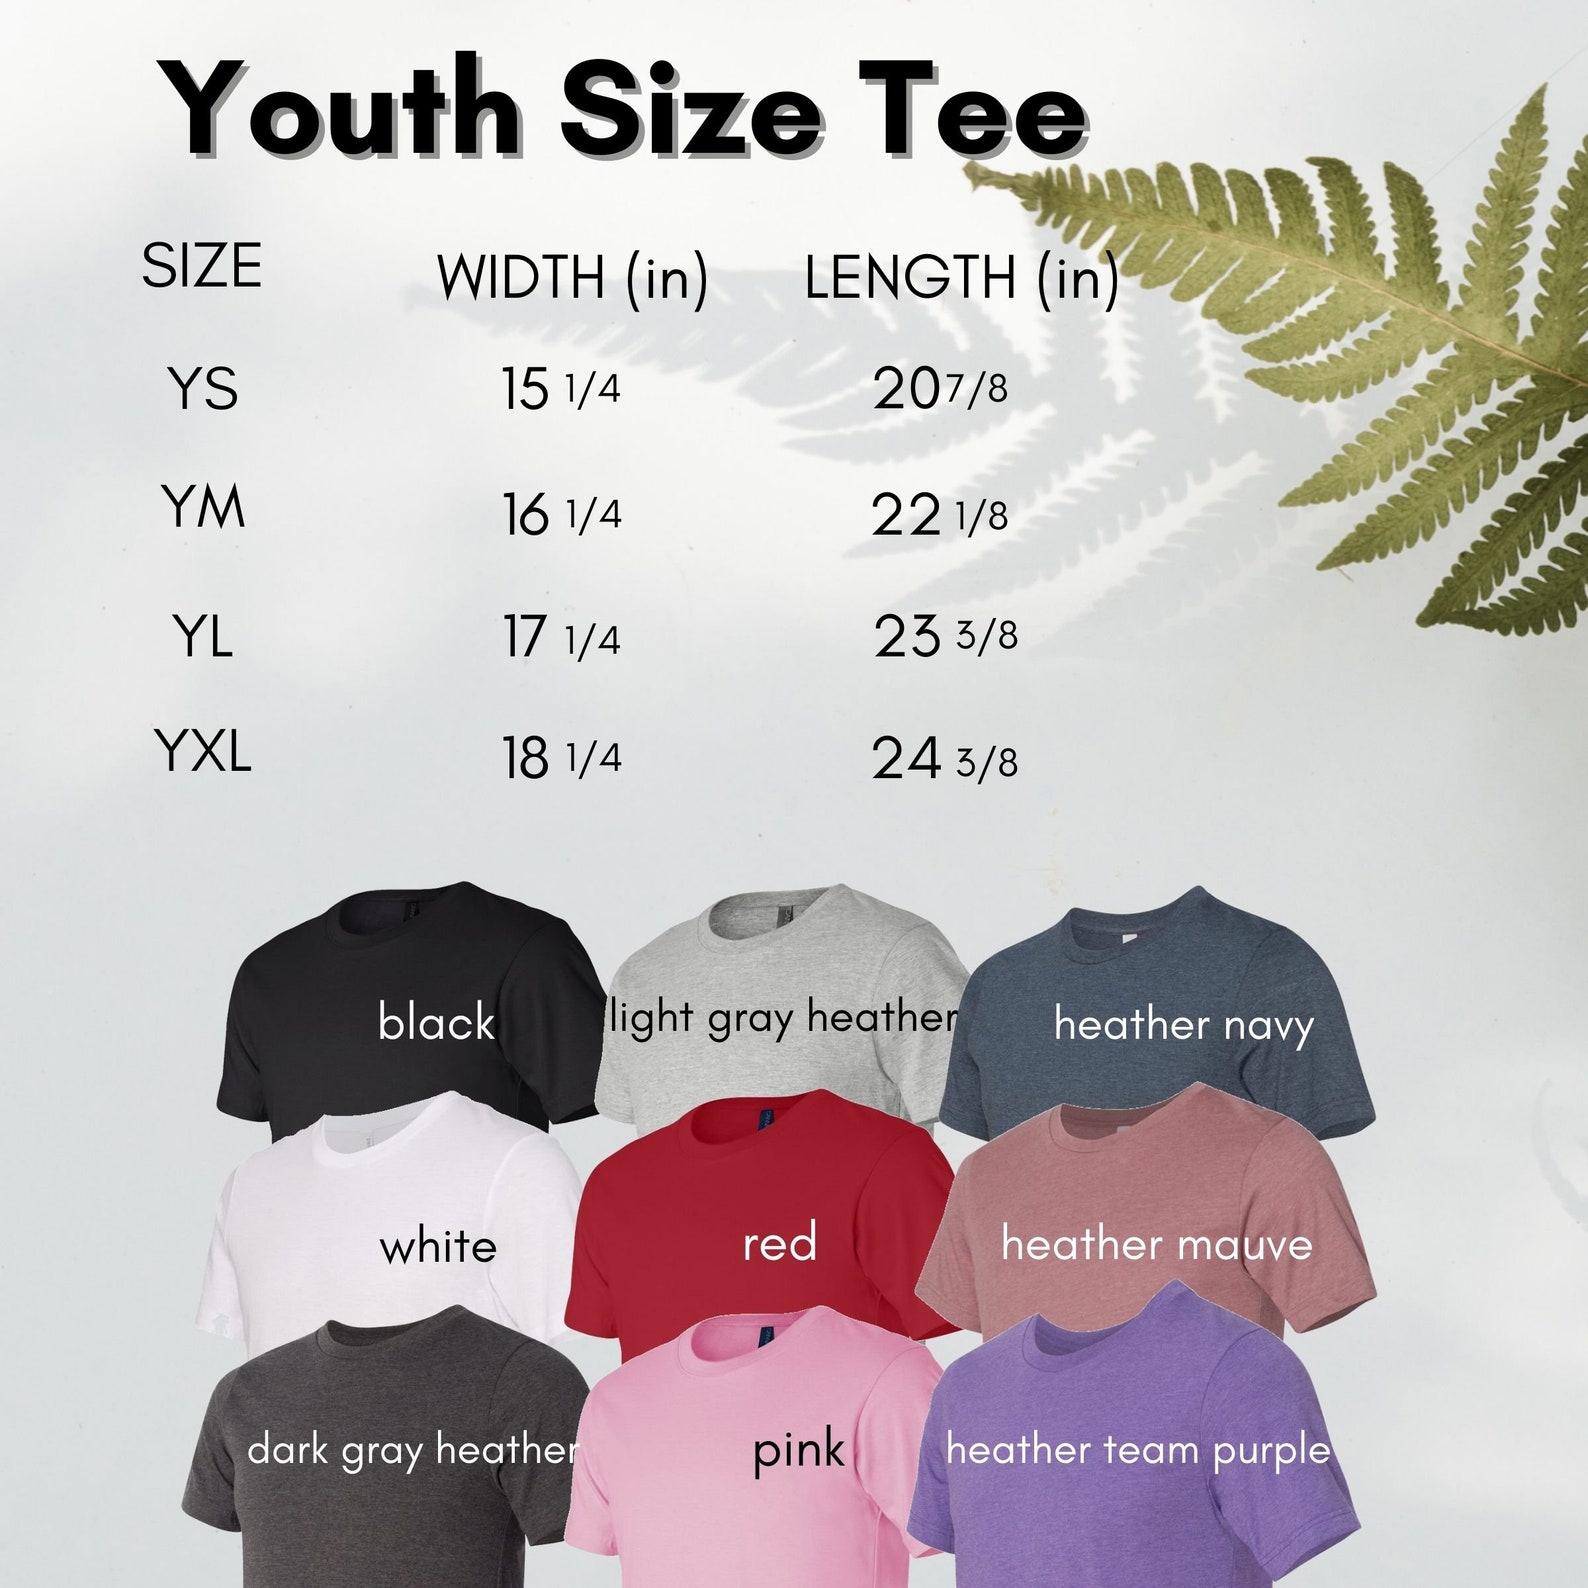 Youth Size Tee
SIZE WIDTH (in) LENGTH (in)
YS 15 1/4 20 7/8
YM 16 1/4 22 1/8
YL 17 1/4 23 3/8
YXL 18 1/4 24 3/8
black light gray heather heather navy
white red heather mauve
dark gray heather pink heather team purple